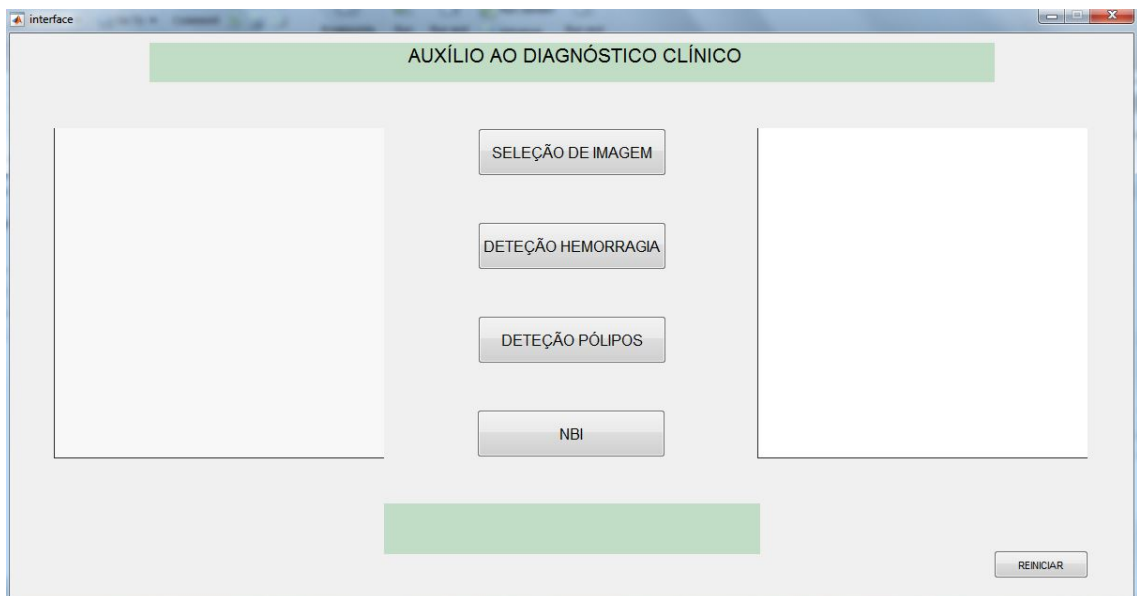 interface
AUXÍLIO AO DIAGNÓSTICO CLÍNICO
SELEÇÃO DE IMAGEM
DETEÇÃO HEMORRAGIA
DETEÇÃO PÓLIPOS
NBI
REINICIAR